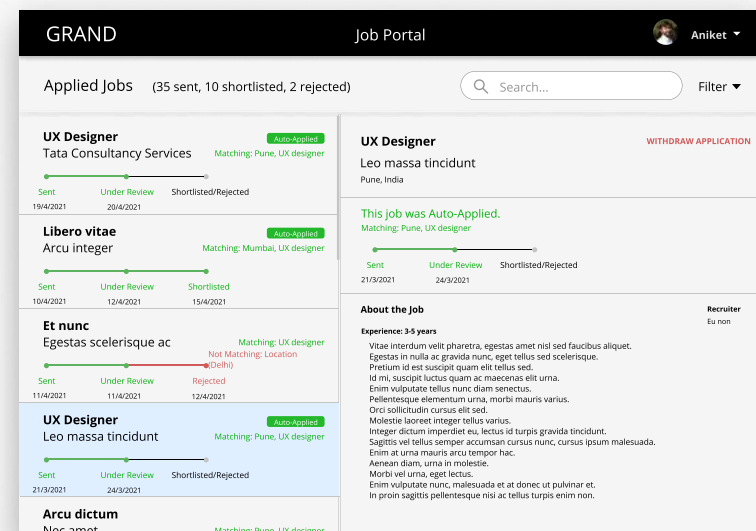 GRAND
Job Portal
Aniket
Applied Jobs (35 sent, 10 shortlisted, 2 rejected)
Search...
Filter
UX Designer
Auto-Applied
Tata Consultancy Services
Matching: Pune, UX designer
Sent Under Review Shortlisted/Rejected
19/4/2021 20/4/2021
Libero vitae
Auto-Applied
Arcu integer
Matching: Mumbai, UX designer
Sent Under Review Shortlisted
10/4/2021 12/4/2021 15/4/2021
Et nunc
Egestas scelerisque ac
Matching: UX designer
Not Matching: Location
(Delhi)
Sent Under Review Rejected
11/4/2021 11/4/2021 12/4/2021
UX Designer
Auto-Applied
Leo massa tincidunt
Matching: Pune, UX designer
Sent Under Review Shortlisted/Rejected
21/3/2021 24/3/2021
Arcu dictum
Nec amet
Matching: Pune, UX designer
UX Designer
WITHDRAW APPLICATION
Leo massa tincidunt
Pune, India
This job was Auto-Applied.
Matching: Pune, UX designer
Sent Under Review Shortlisted/Rejected
21/3/2021 24/3/2021
About the Job
Recruiter
Eu non
Experience: 3-5 years
Vitae interdum velit pharetra, egestas amet nisl sed faucibus aliquet.
Egestas in nulla ac gravida nunc, eget tellus sed scelerisque.
Pretium id est suscipit quam elit tellus sed.
Id mi, suscipit luctus quam ac maecenas elit urna.
Enim vulputate tellus nunc diam senectus.
Pellentesque elementum urna, morbi mauris varius.
Orci sollicitudin cursus elit sed.
Molestie laoreet integer tellus varius.
Integer dictum imperdiet eu, lectus id turpis gravida tincidunt.
Sagittis vel tellus semper accumsan cursus nunc, cursus ipsum malesuada.
Enim at urna mauris arcu tempor hac.
Aenean diam, urna in molestie.
Morbi vel urna, eget lectus.
Enim vulputate nunc, malesuada et at donec ut pulvinar et.
In proin sagittis pellentesque nisi ac tellus turpis enim non.